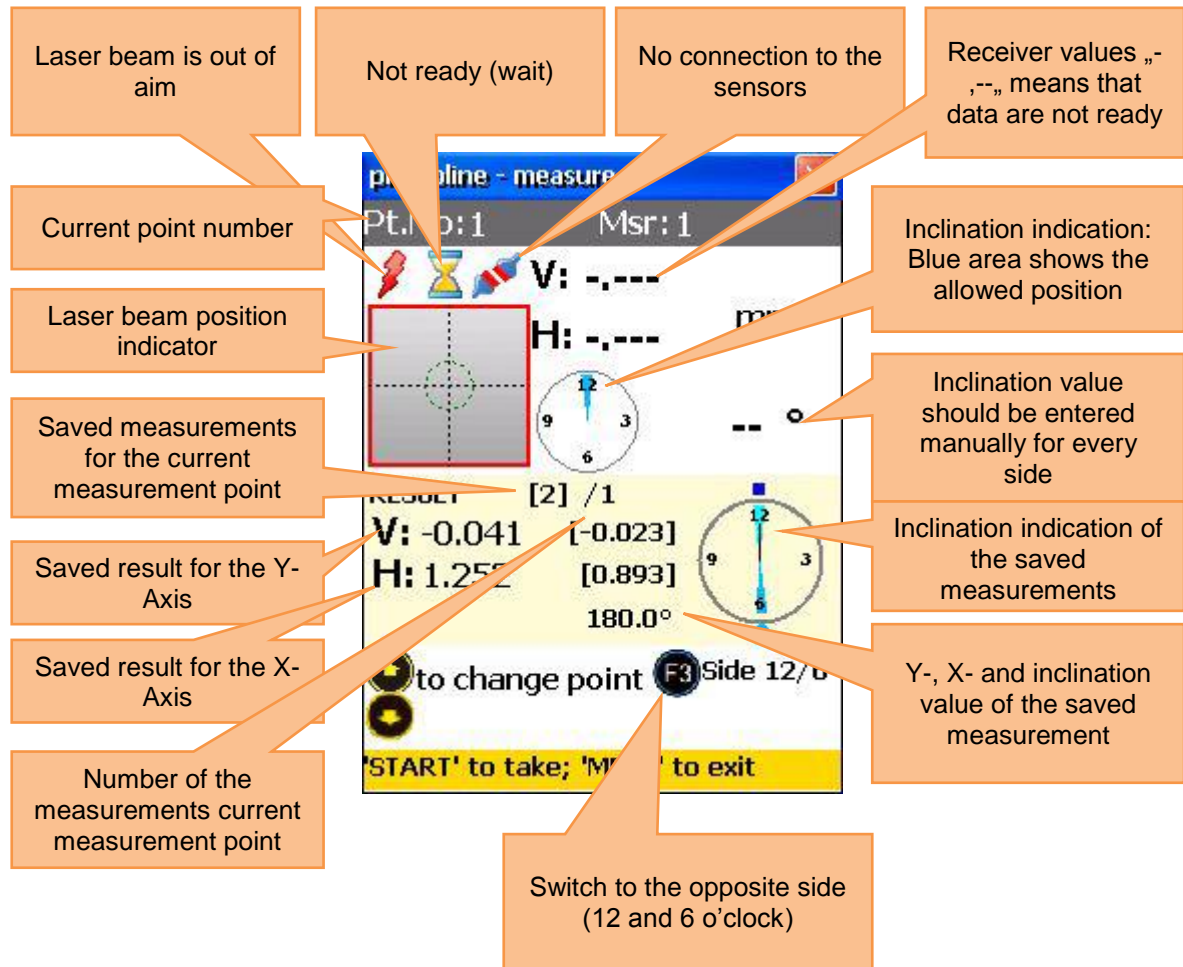 Laser beam is out of
aim
Not ready (wait)
No connection to the
sensors
Receiver values „-
,--„ means that
data are not ready
Current point number
Laser beam position
indicator
Saved measurements
for the current
measurement point
Saved result for the Y-
Axis
Saved result for the X-
Axis
Number of the
measurements current
measurement point
Inclination indication:
Blue area shows the
allowed position
Inclination value
should be entered
manually for every
side
Inclination indication of
the saved
measurements
Y-, X- and inclination
value of the saved
measurement
Switch to the opposite side
(12 and 6 o’clock)
- measure
:1 Msr:1
V: -.---
H: -.---
12
9 3
6
-- °
[2] /1
V: -0.041 [-0.023]
H: 1.252 [0.893]
180.0°
12
9 3
6
to change point F3 Side 12/6
'START' to take; to exit